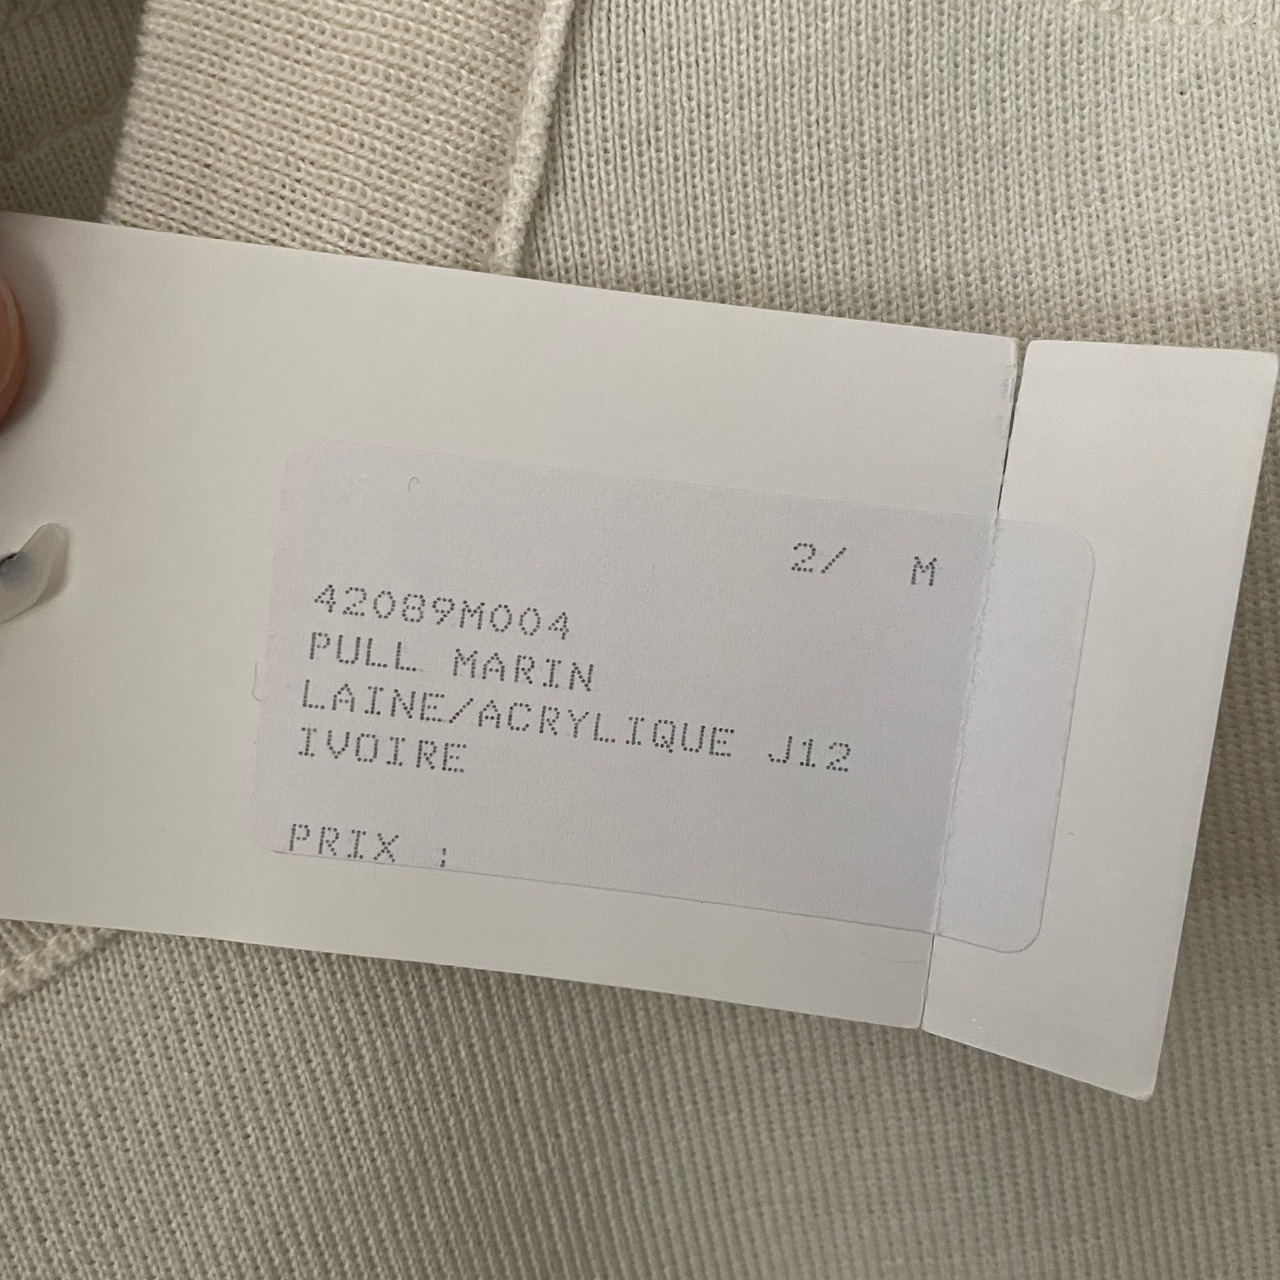 2/ M
42089M004
PULL MARIN
LAINE/ACRYLIQUE J12
IVOIRE
PRIX :